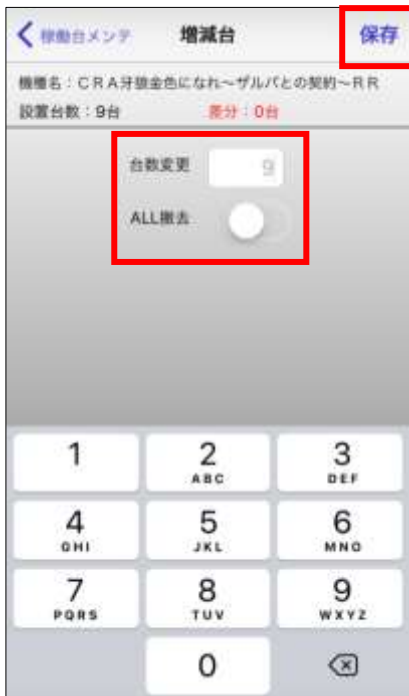 稼働台メンテ 増減台 保存
機種名：ＣＲＡ牙狼金色になれ～ザルバとの契約～ＲＲ
設置台数：9台 差分：0台
台数変更 9
ALL撤去
1 2 3
ABC DEF
4 5 6
GHI JKL MNO
7 8 9
PQRS TUV WXYZ
0